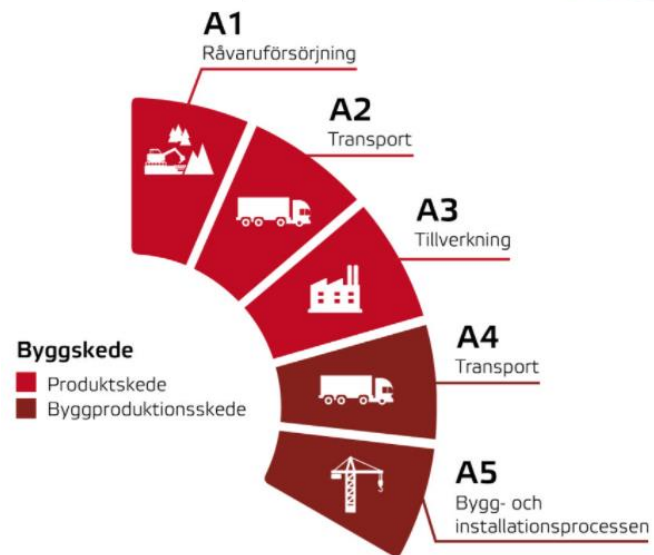 A1
Råvaruförsörjning
A2
Transport
A3
Tillverkning
A4
Transport
A5
Bygg- och
installationsprocessen
Byggskede
Produktskede
Byggproduktionsskede